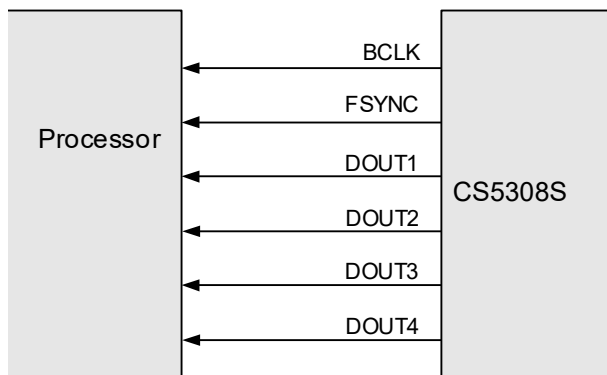 BCLK
FSYNC
Processor
DOUT1
CS5308S
DOUT2
DOUT3
DOUT4